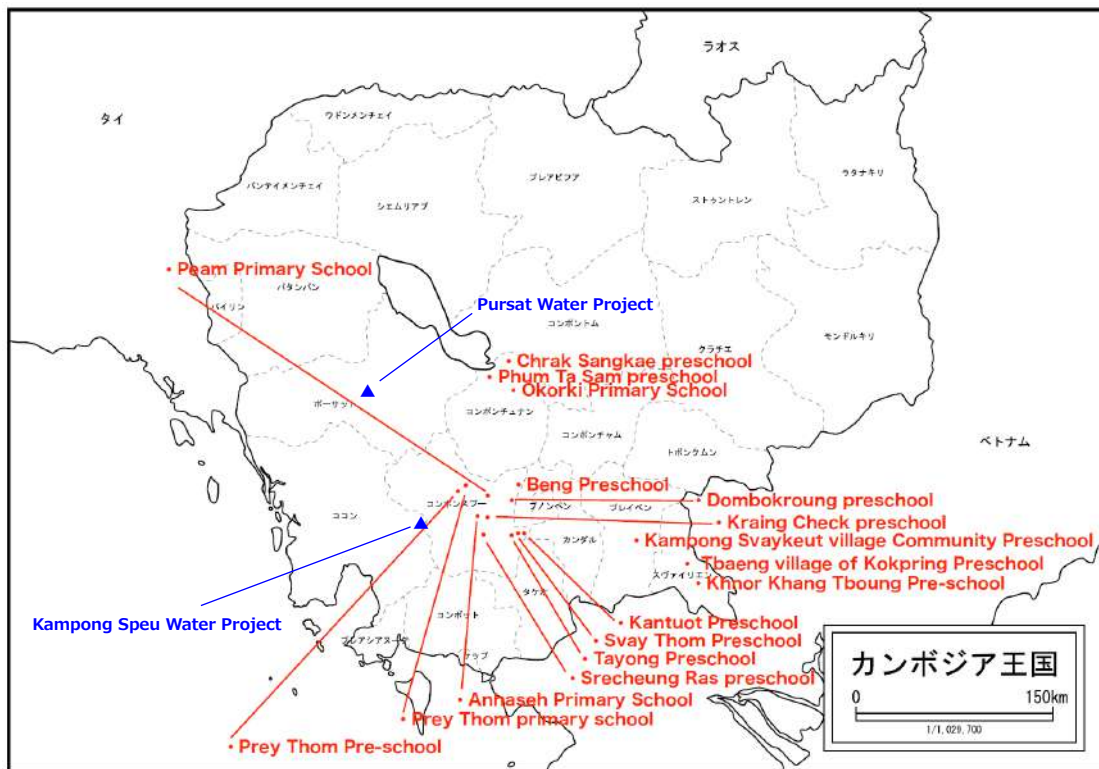 ラオス
タイ
ウドンメンチェイ
プレアビフア
ラタナキリ
バンテイメンチェイ
ストゥントレン
シエムリアプ
• Peam Primary School
バタンバン
パイリン
Pursat Water Project
コンポントム
クラチエ
モンドルキリ
• Chrak Sangkae preschool
• Phum Ta Sam preschool
• Okorki Primary School
ポーサット
コンポンチュナン
コンポンチャム
トボンクムン
ベトナム
• Beng Preschool
コンポンスプー
プノンペン
プレイベン
• Dombokroung preschool
ココン
• Kraing Check preschool
カンダル
• Kampong Svaykeut village Community Preschool
• Tbaeng village of Kokpring Preschool
スヴァイリエン
• Khnor Khang Tboung Pre-school
タケオ
コンポット
• Kantuot Preschool
Kampong Speu Water Project
プレアシアヌーク
• Svay Thom Preschool
ケップ
• Tayong Preschool
• Srecheung Ras preschool
• Anhaseh Primary School
• Prey Thom primary school
• Prey Thom Pre-school
カンボジア王国
0 150km
1/1,029,700